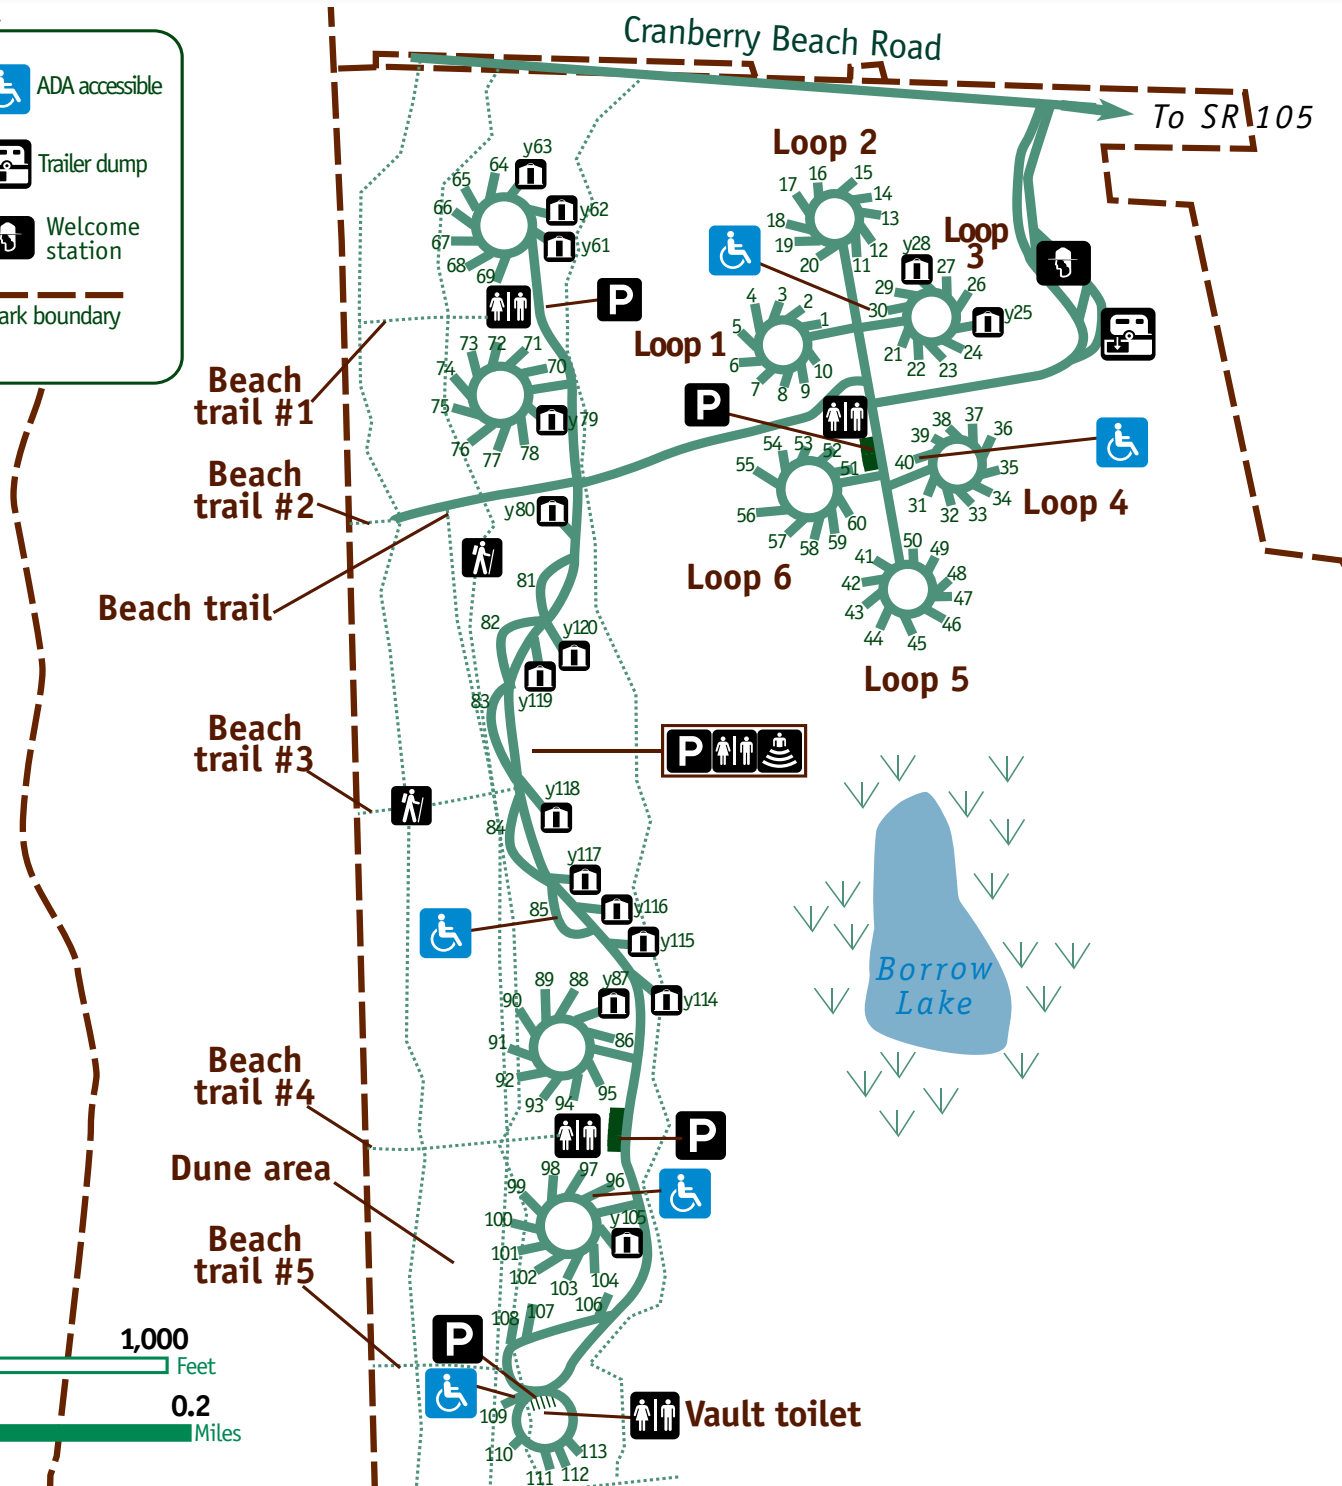 Cranberry Beach Road
To SR 105
ADA accessible
Trailer dump
Welcome
station
ark boundary
Loop 2
16
15
17
14
18
13
19
12
20
11
Loop
3
y28
27
26
29
30
y25
21
24
22
23
4
3
2
5
1
Loop 1
6
10
7
8
9
P
y63
64
65
y62
66
67
y61
68
69
P
73
72
71
74
70
75
y79
76
78
77
Beach
trail #1
Beach
trail #2
Beach trail
38
37
39
36
40
35
31
34
32
33
Loop 4
54
53
52
55
51
56
60
57
59
58
Loop 6
50
41
49
42
48
43
47
44
46
45
Loop 5
y80
81
82
y120
83
y119
P
Beach
trail #3
y118
84
y117
85
y116
y115
y114
Borrow
Lake
89
88
y87
90
91
86
92
93
94
95
Beach
trail #4
P
Dune area
98
97
99
96
100
y105
101
102
103
104
Beach
trail #5
108
107
106
P
109
110
113
111
112
Vault toilet
1,000
Feet
0.2
Miles